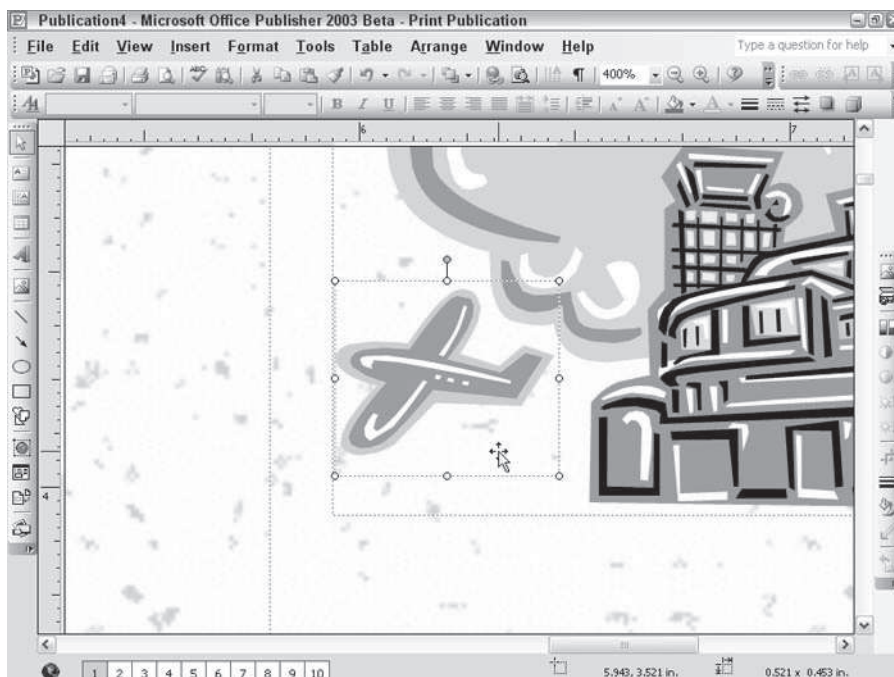 Publication4 - Microsoft Office Publisher 2003 Beta - Print Publication
File Edit View Insert Format Tools Table Arrange Window Help Type a question for help
ABC 400%
B I U A A A
6 7
4
1 2 3 4 5 6 7 8 9 10 5.943, 3.521 in. 0.521 x 0.453 in.